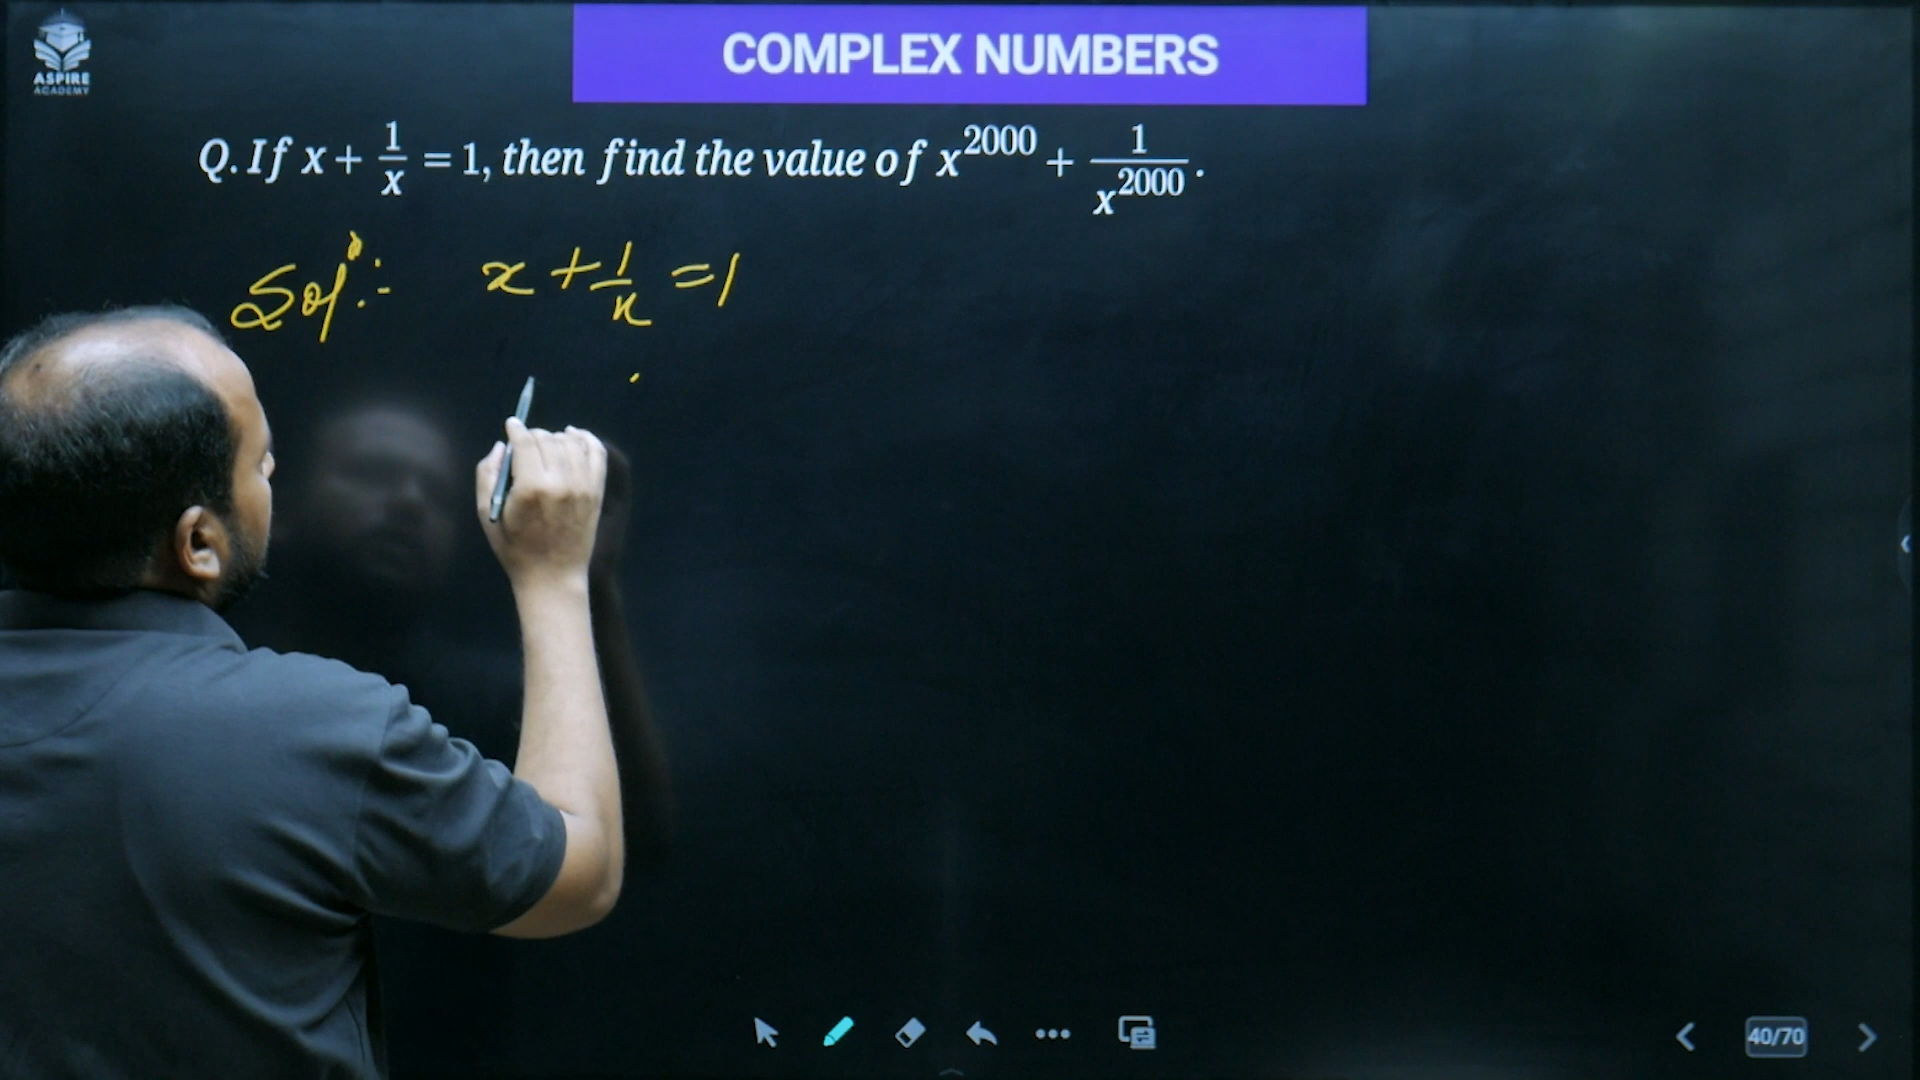 ASPIRE
ACADEMY
COMPLEX NUMBERS
Q. If x + 1/x = 1, then find the value of x^2000 + 1/x^2000.
Solⁿ:- x + 1/x = 1
40/70